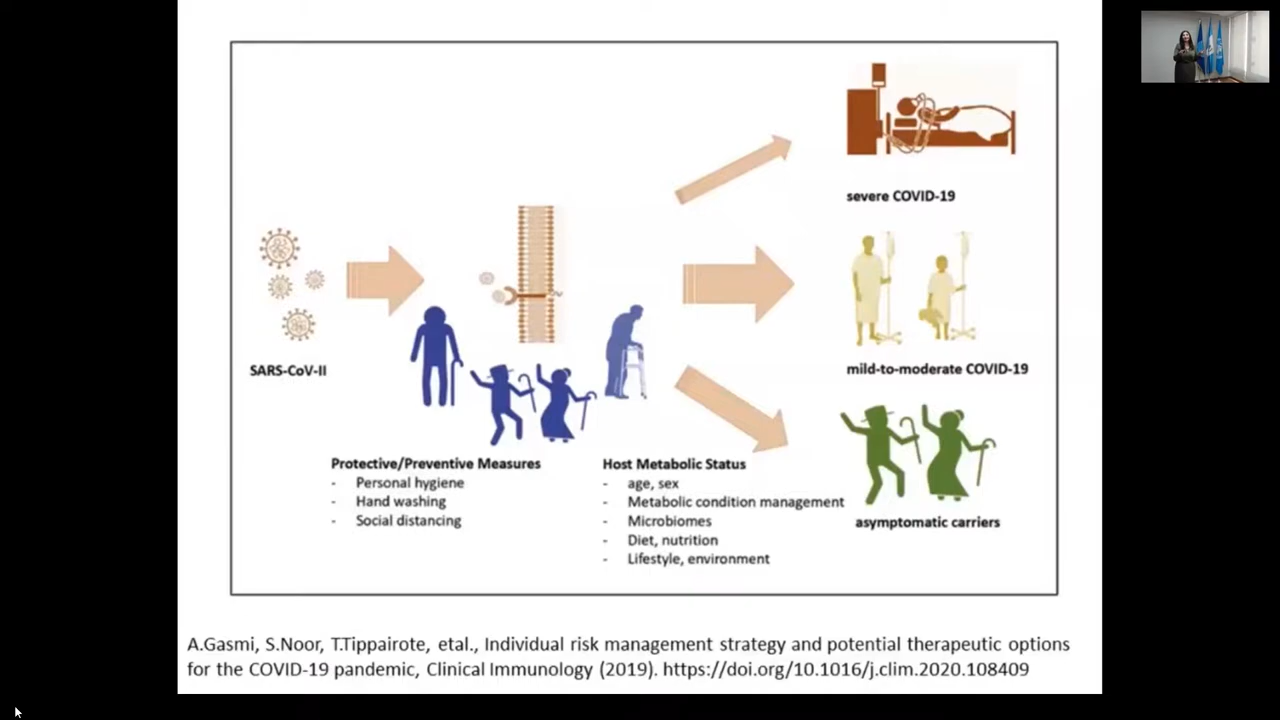 severe COVID-19
SARS-CoV-II
mild-to-moderate COVID-19
Protective/Preventive Measures
- Personal hygiene
- Hand washing
- Social distancing
Host Metabolic Status
- age, sex
- Metabolic condition management
- Microbiomes
- Diet, nutrition
- Lifestyle, environment
asymptomatic carriers
A.Gasmi, S.Noor, T.Tippairote, etal., Individual risk management strategy and potential therapeutic options
for the COVID-19 pandemic, Clinical Immunology (2019). https://doi.org/10.1016/j.clim.2020.108409